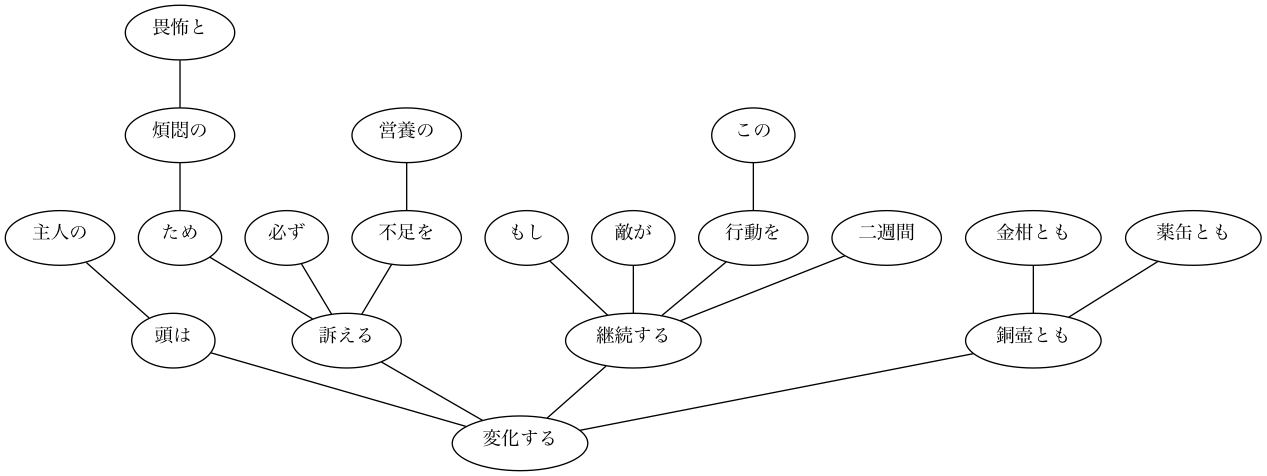 畏怖と
煩悶の
営養の
この
主人の
ため
必ず
不足を
もし
敵が
行動を
二週間
金柑とも
薬缶とも
頭は
訴える
継続する
銅壺とも
変化する